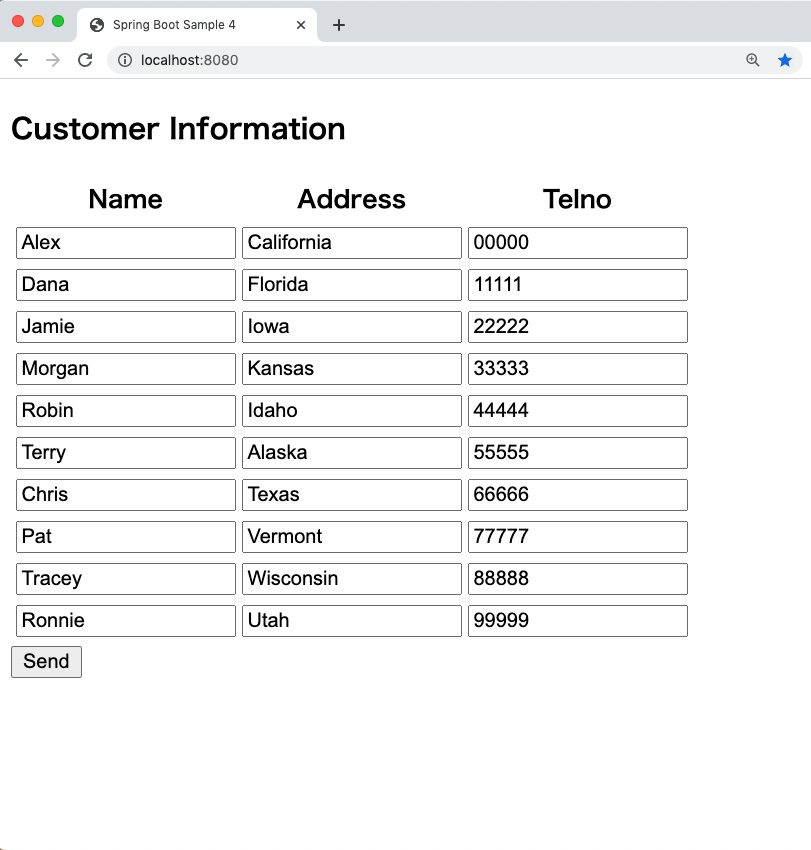 Spring Boot Sample 4
localhost:8080
Customer Information
Name Address Telno
Alex California 00000
Dana Florida 11111
Jamie Iowa 22222
Morgan Kansas 33333
Robin Idaho 44444
Terry Alaska 55555
Chris Texas 66666
Pat Vermont 77777
Tracey Wisconsin 88888
Ronnie Utah 99999
Send